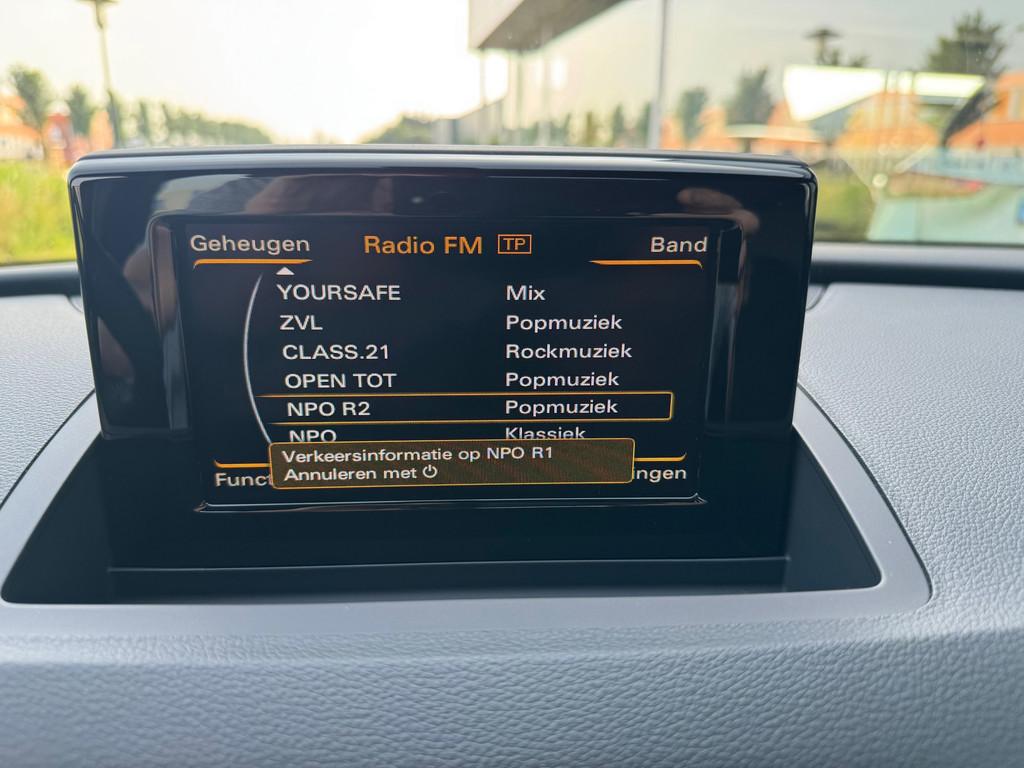 Geheugen Radio FM TP Band
YOURSAFE Mix
ZVL Popmuziek
CLASS.21 Rockmuziek
OPEN TOT Popmuziek
NPO R2 Popmuziek
NPO Klassiek
Verkeersinformatie op NPO R1
Annuleren met